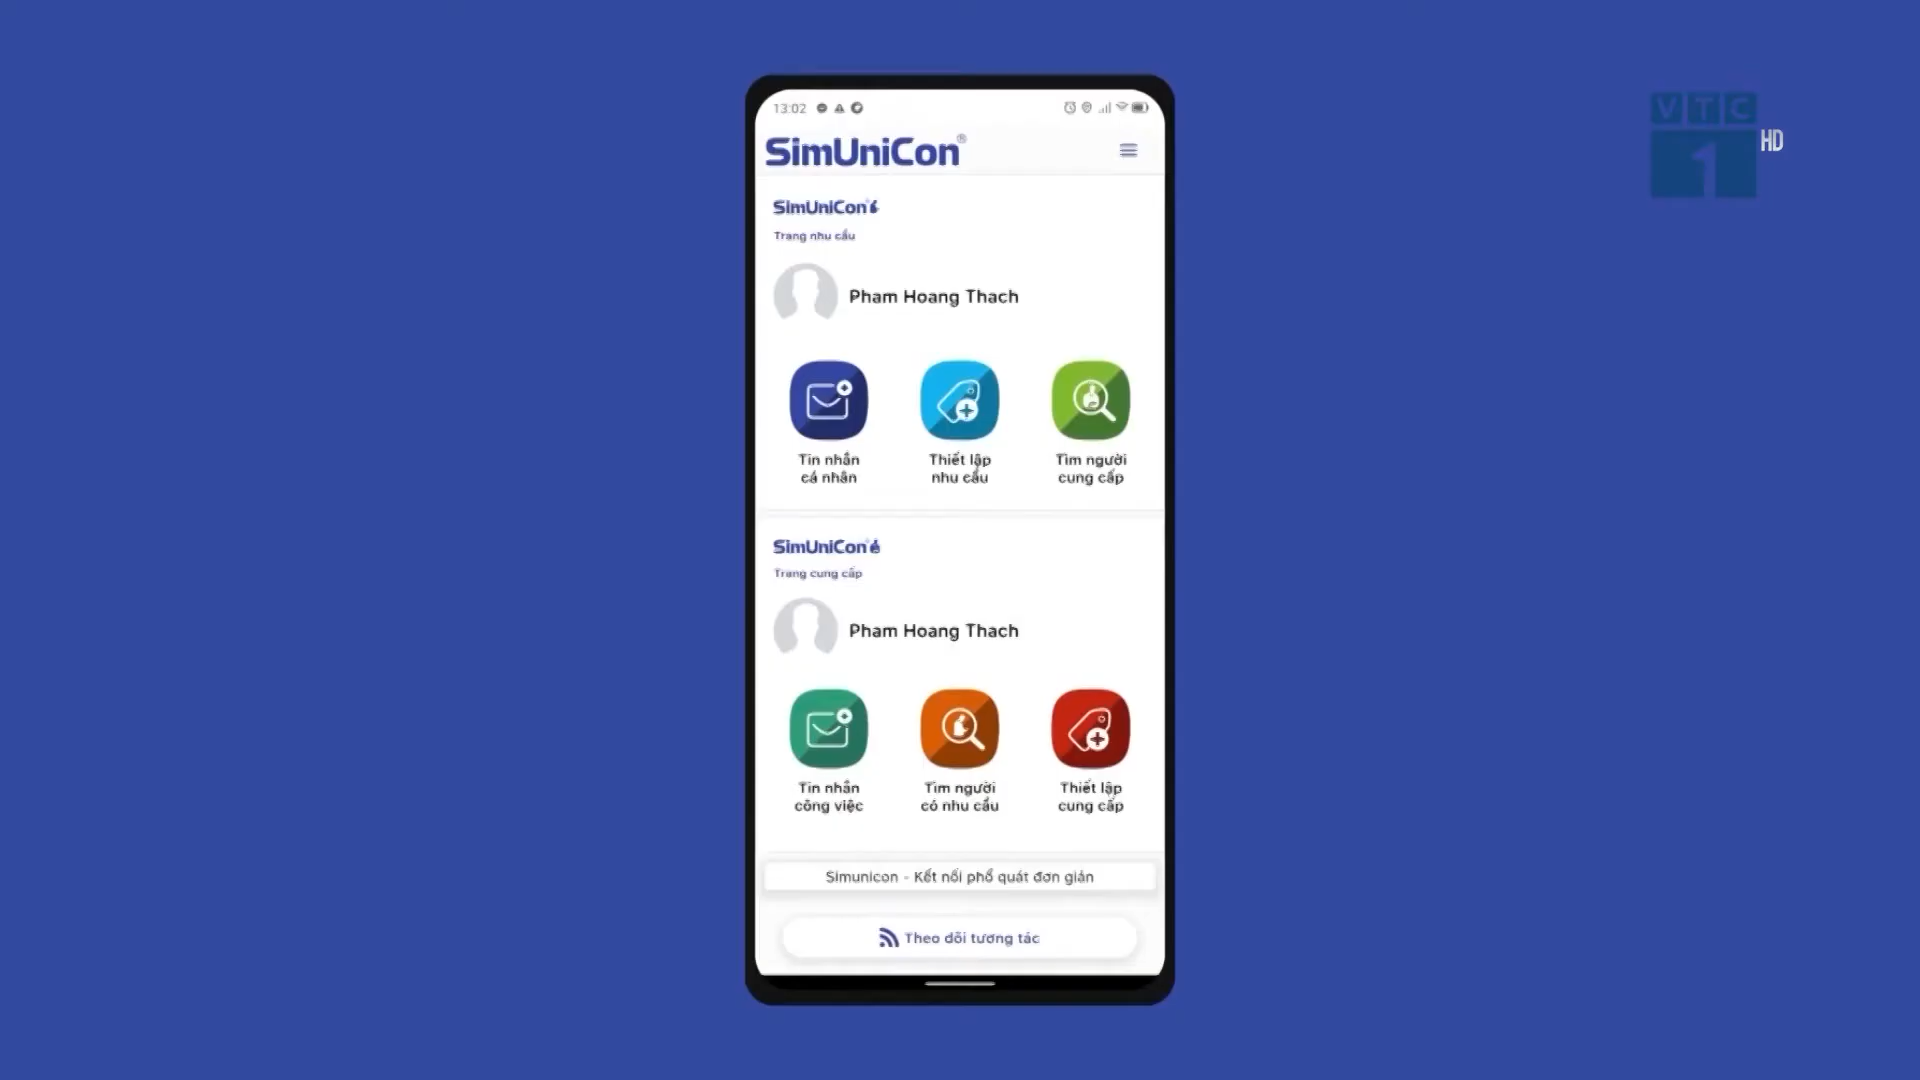 13:02
VTC
1 HD
SimUniCon®
SimUniCon
Trang nhu cầu
Pham Hoang Thach
Tin nhắn
cá nhân
Thiết lập
nhu cầu
Tìm người
cung cấp
SimUniCon
Trang cung cấp
Pham Hoang Thach
Tin nhắn
công việc
Tìm người
có nhu cầu
Thiết lập
cung cấp
Simunicon - Kết nối phổ quát đơn giản
Theo dõi tương tác